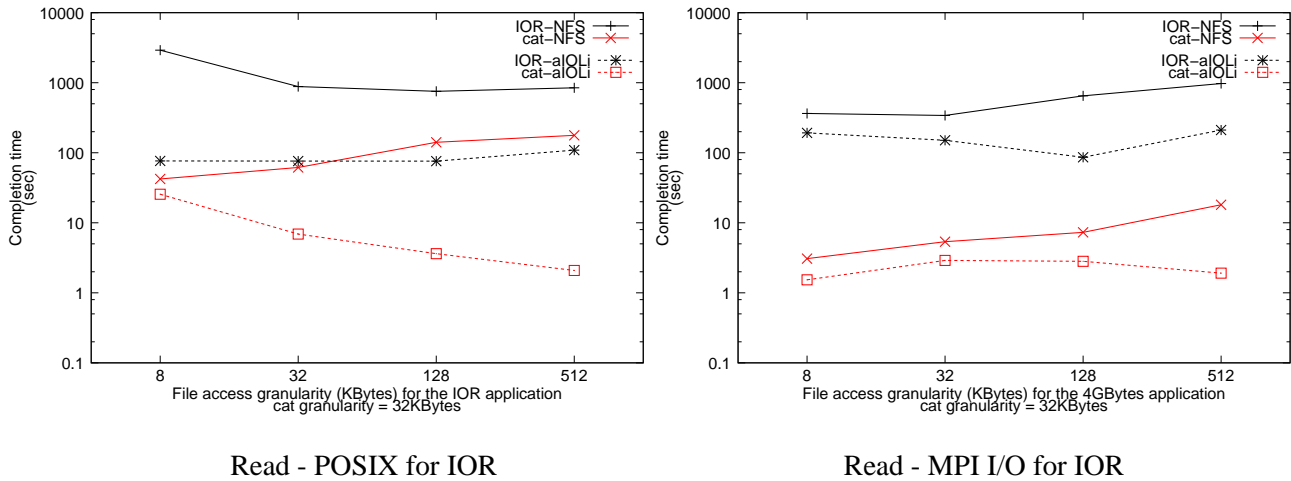 10000
1000
100
10
1
0.1
Completion time
(sec)
IOR-NFS
cat-NFS
IOR-aIOLi
cat-aIOLi
8 32 128 512
File access granularity (KBytes) for the IOR application
cat granularity = 32KBytes
Read - POSIX for IOR
10000
1000
100
10
1
0.1
Completion time
(sec)
IOR-NFS
cat-NFS
IOR-aIOLi
cat-aIOLi
8 32 128 512
File access granularity (KBytes) for the 4GBytes application
cat granularity = 32KBytes
Read - MPI I/O for IOR